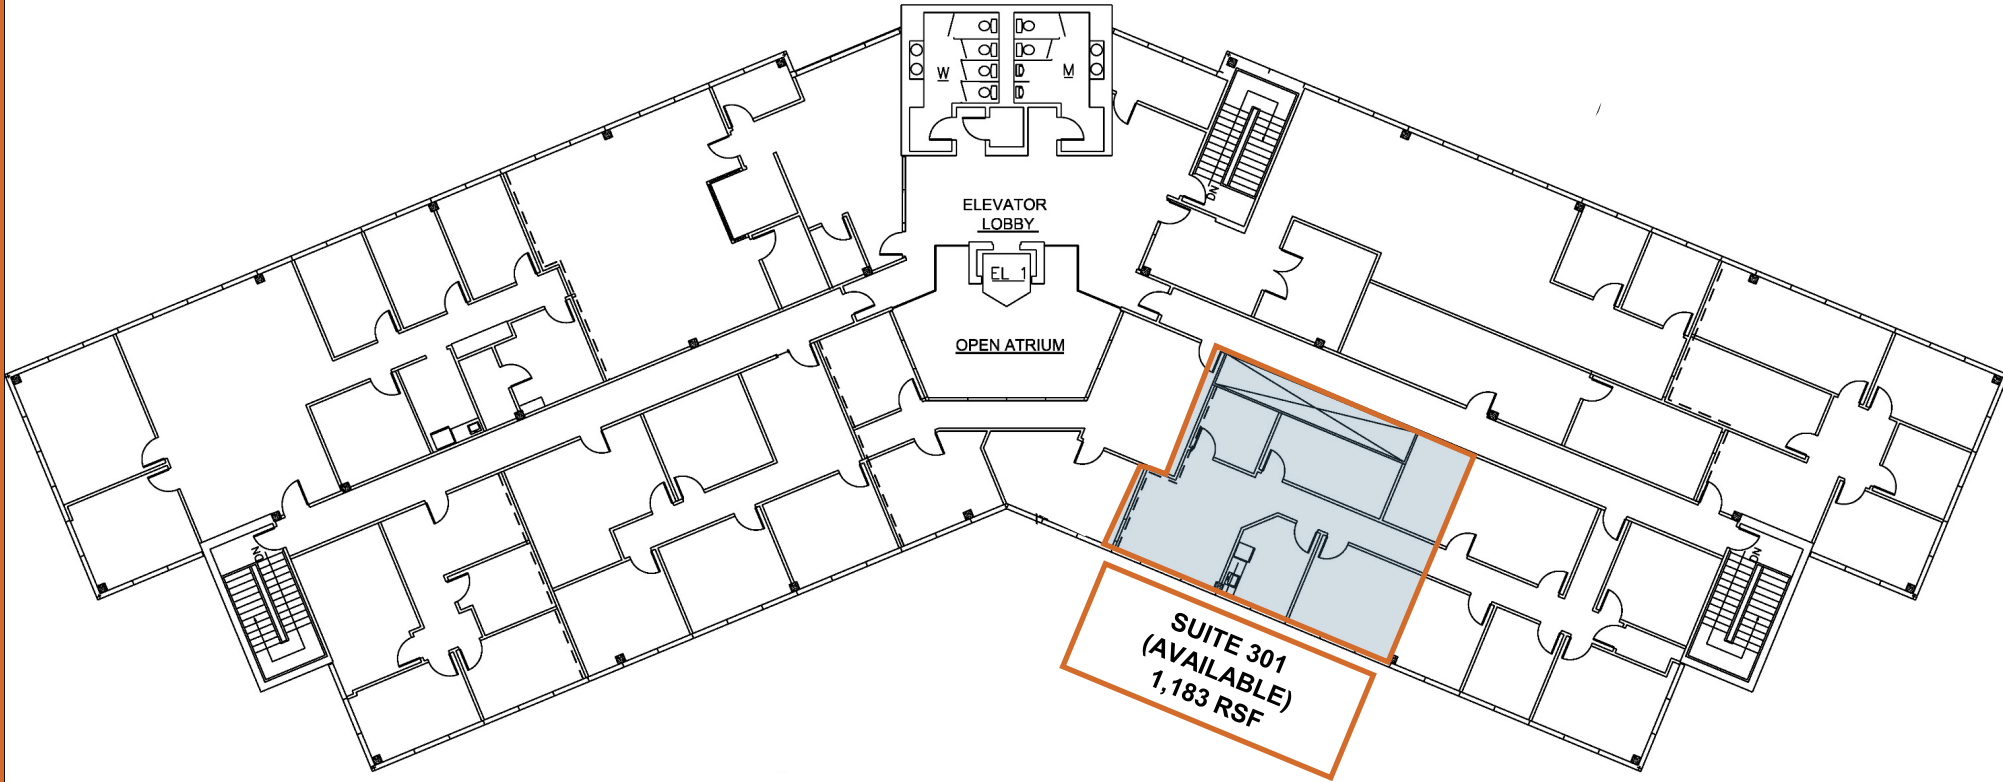 W
M
DN
ELEVATOR
LOBBY
EL 1
OPEN ATRIUM
DN
DN
SUITE 301
(AVAILABLE)
1,183 RSF